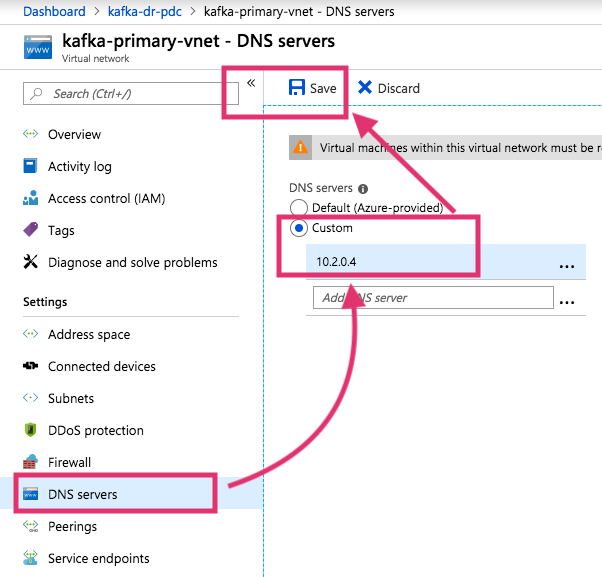 Dashboard > kafka-dr-pdc > kafka-primary-vnet - DNS servers
kafka-primary-vnet - DNS servers
Virtual network
Search (Ctrl+/)
«
Save
Discard
Overview
Activity log
Access control (IAM)
Tags
Diagnose and solve problems
Settings
Address space
Connected devices
Subnets
DDoS protection
Firewall
DNS servers
Peerings
Service endpoints
Virtual machines within this virtual network must be
DNS servers
Default (Azure-provided)
Custom
10.2.0.4
...
Add DNS server
...